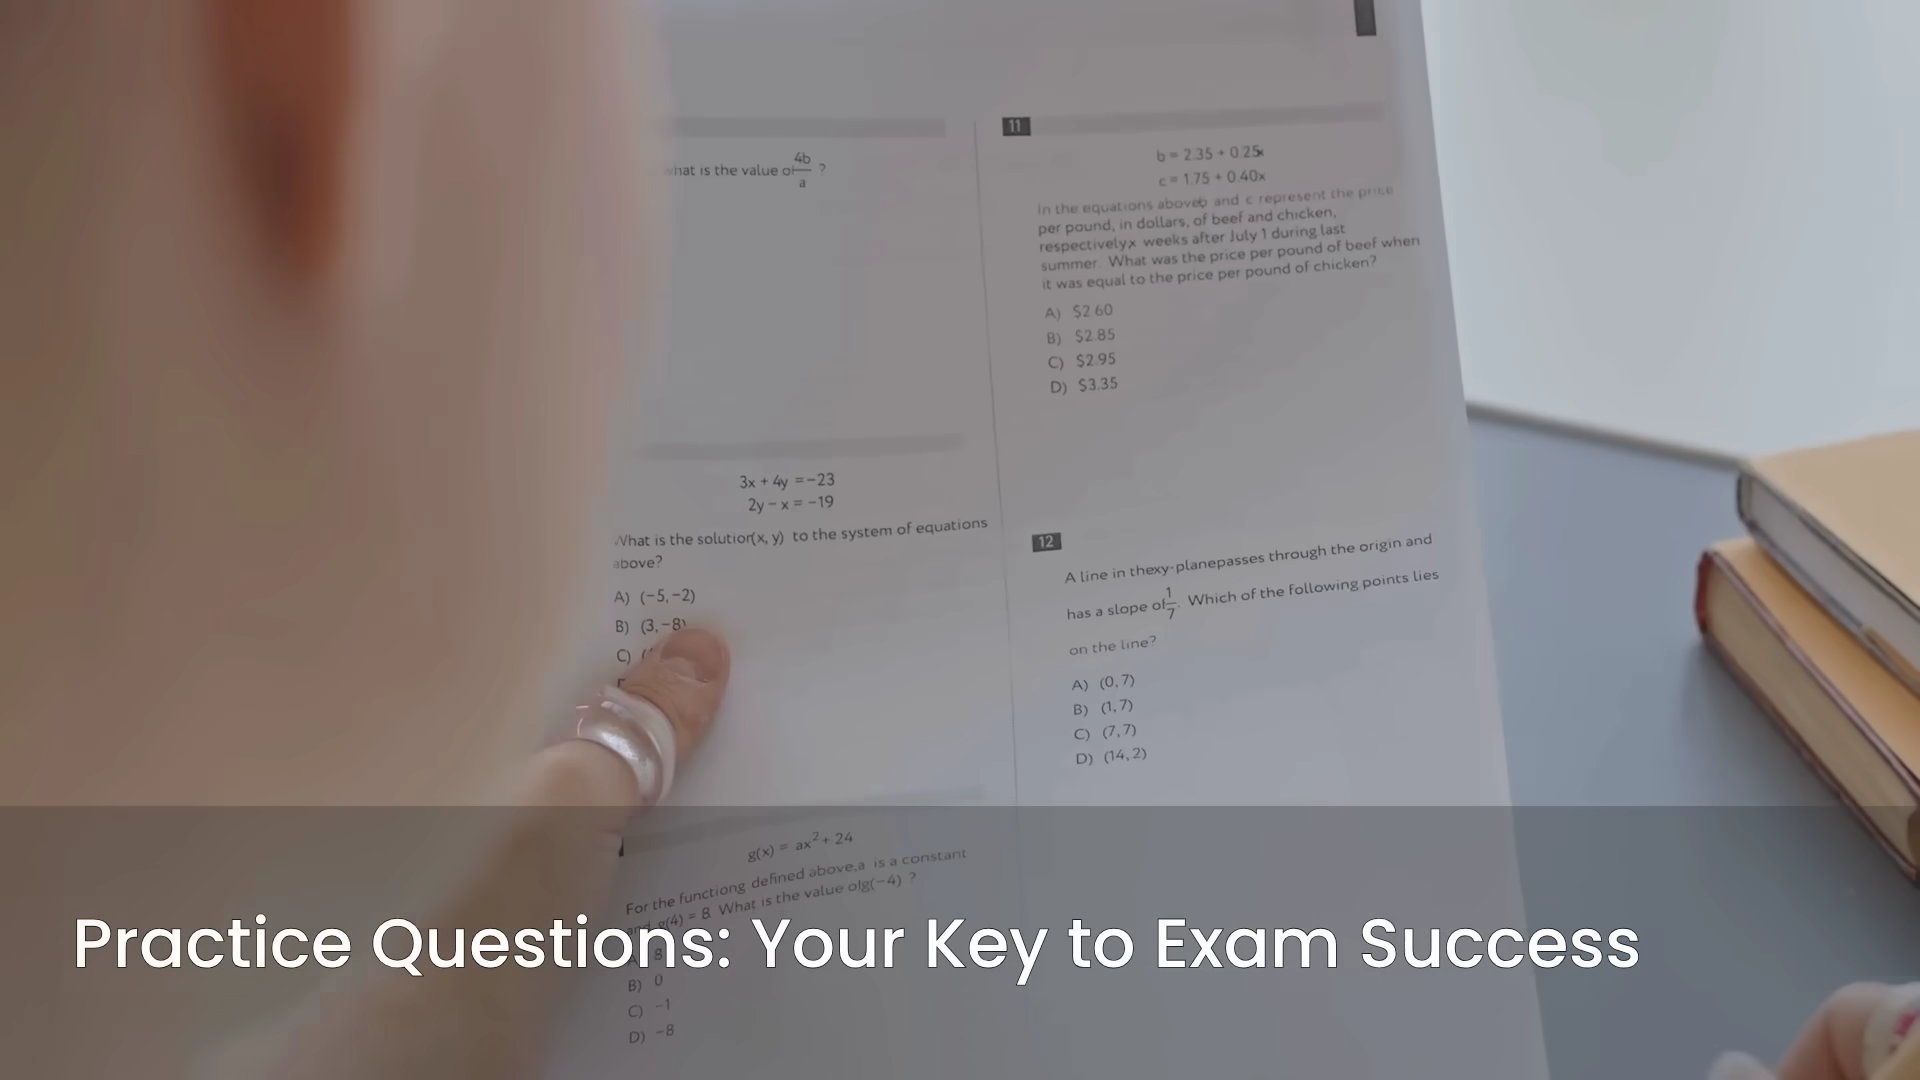 what is the value of 4b/a ?
3x + 4y = −23
2y − x = −19
What is the solution(x, y) to the system of equations
above?
A) (−5, −2)
B) (3, −8)
C)
g(x) = ax² + 24
For the function g defined above, a is a constant
and g(4) = 8. What is the value of g(−4) ?
A) 8
B) 0
C) −1
D) −8
11
b = 2.35 + 0.25x
c = 1.75 + 0.40x
In the equations above, b and c represent the price
per pound, in dollars, of beef and chicken,
respectively, x weeks after July 1 during last
summer. What was the price per pound of beef when
it was equal to the price per pound of chicken?
A) $2.60
B) $2.85
C) $2.95
D) $3.35
12
A line in the xy-plane passes through the origin and
has a slope of 1/7. Which of the following points lies
on the line?
A) (0, 7)
B) (1, 7)
C) (7, 7)
D) (14, 2)
Practice Questions: Your Key to Exam Success